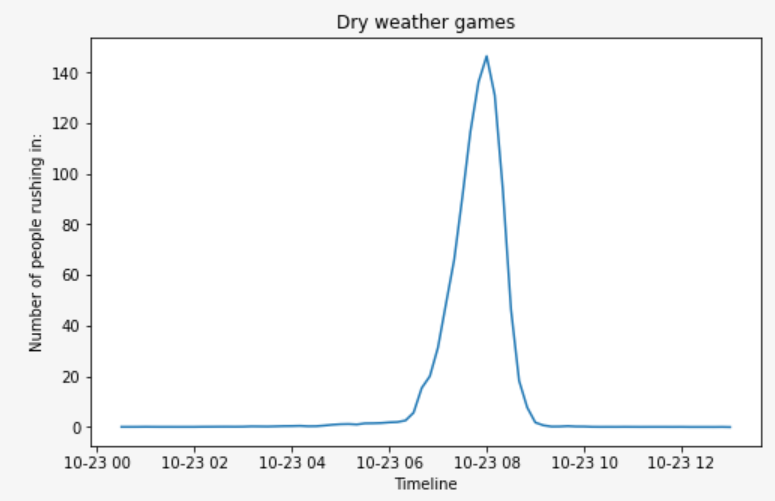 Dry weather games
Number of people rushing in:
140
120
100
80
60
40
20
0
10-23 00 10-23 02 10-23 04 10-23 06 10-23 08 10-23 10 10-23 12
Timeline